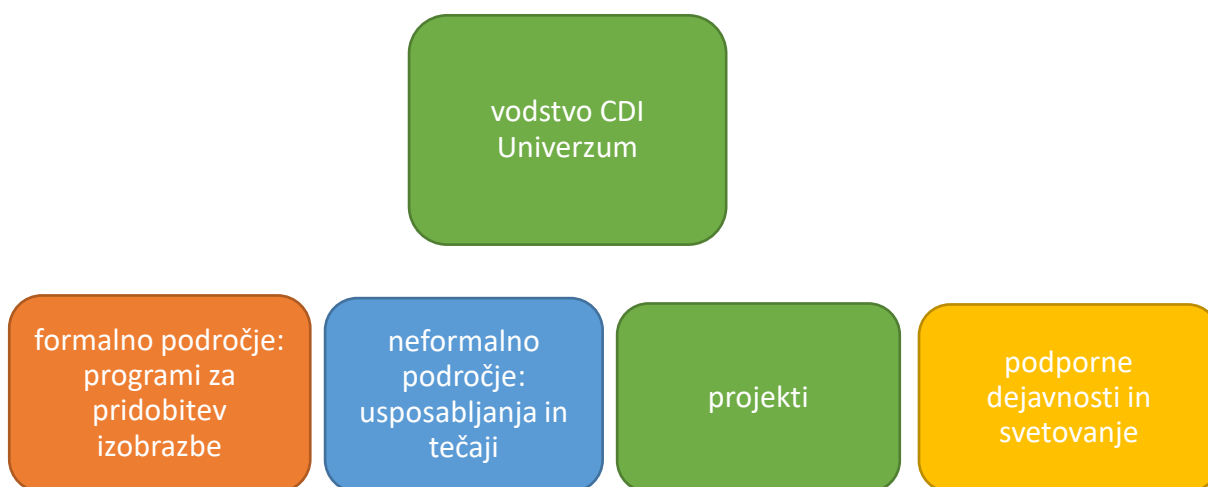 vodstvo CDI
Univerzum
formalno področje:
programi za
pridobitev
izobrazbe
neformalno
področje:
usposabljanja in
tečaji
projekti
podporne
dejavnosti in
svetovanje